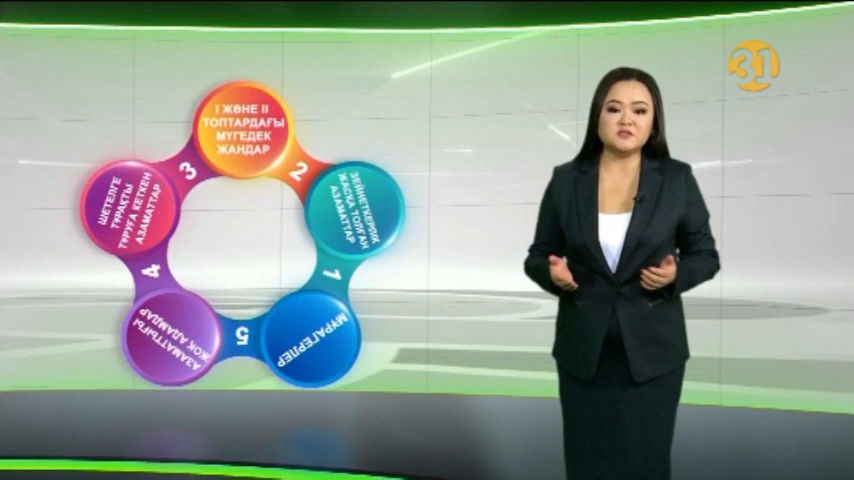 31
І ЖӘНЕ ІІ
ТОПТАРДАҒЫ
МҮГЕДЕК
ЖАНДАР
2
ЗЕЙНЕТКЕРЛІК
ЖАСҚА ТОЛҒАН
АЗАМАТТАР
1
МҰРАГЕРЛЕР
5
АЗАМАТТЫҒЫ
ЖОҚ АДАМДАР
4
ШЕТЕЛГЕ
ТҰРАҚТЫ
ТҰРУҒА КЕТКЕН
АЗАМАТТАР
3